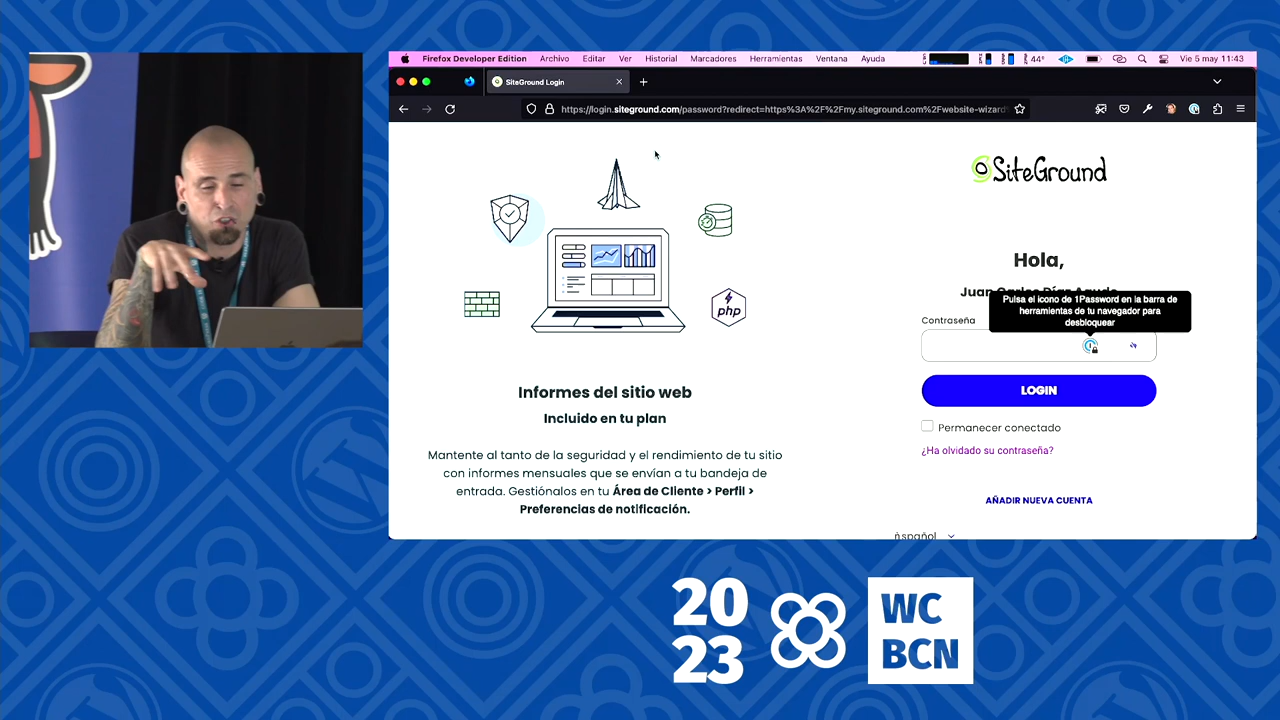 Firefox Developer Edition Archivo Editar Ver Historial Marcadores Herramientas Ventana Ayuda 44° Vie 5 may 11:43
SiteGround Login
https://login.siteground.com/password?redirect=https%3A%2F%2Fmy.siteground.com%2Fwebsite-wizard
SiteGround
php
Hola,
Juan Carlos Díaz
Pulsa el icono de 1Password en la barra de
herramientas de tu navegador para
desbloquear
Contraseña
LOGIN
Permanecer conectado
¿Ha olvidado su contraseña?
AÑADIR NUEVA CUENTA
Español
Informes del sitio web
Incluido en tu plan
Mantente al tanto de la seguridad y el rendimiento de tu sitio
con informes mensuales que se envían a tu bandeja de
entrada. Gestiónalos en tu Área de Cliente > Perfil >
Preferencias de notificación.
20
23
WC
BCN